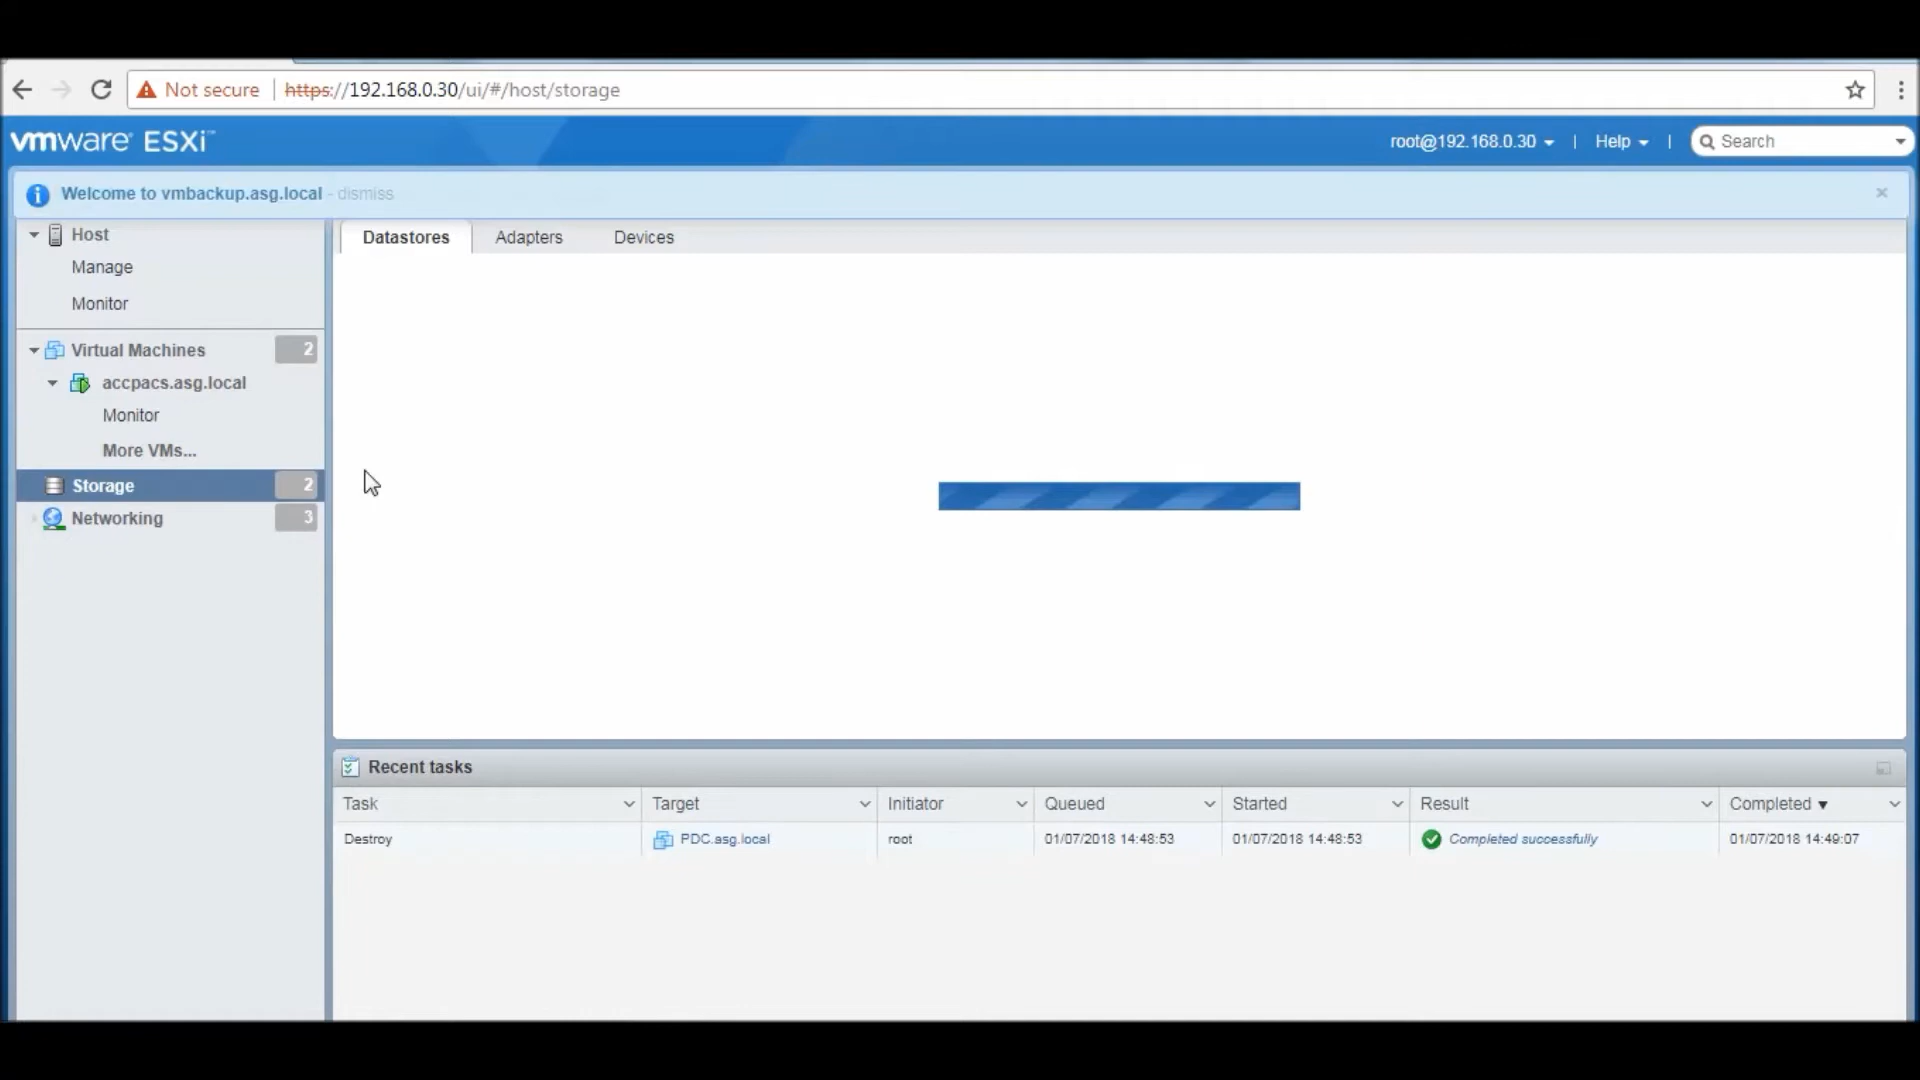 Not secure | https://192.168.0.30/ui/#/host/storage
vmware® ESXi™
root@192.168.0.30 | Help | Search
Welcome to vmbackup.asg.local - dismiss
Host
Manage
Monitor
Virtual Machines 2
accpacs.asg.local
Monitor
More VMs...
Storage 2
Networking 3
Datastores Adapters Devices
Recent tasks
Task Target Initiator Queued Started Result Completed ▼
Destroy PDC.asg.local root 01/07/2018 14:48:53 01/07/2018 14:48:53 Completed successfully 01/07/2018 14:49:07